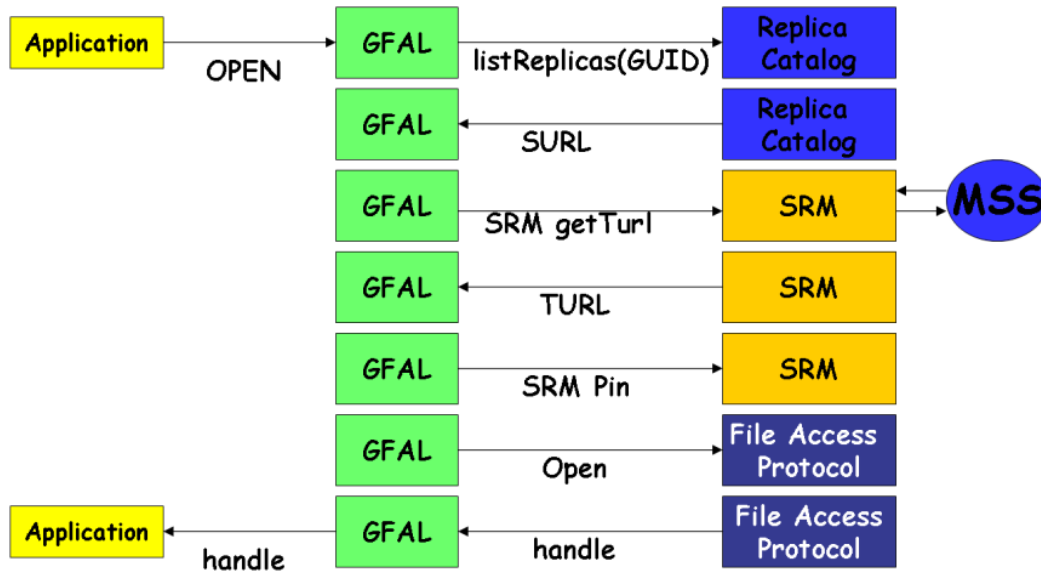 Application
OPEN
GFAL
listReplicas(GUID)
Replica
Catalog
GFAL
SURL
Replica
Catalog
GFAL
SRM getTurl
SRM
MSS
GFAL
TURL
SRM
GFAL
SRM Pin
SRM
GFAL
Open
File Access
Protocol
Application
handle
GFAL
handle
File Access
Protocol